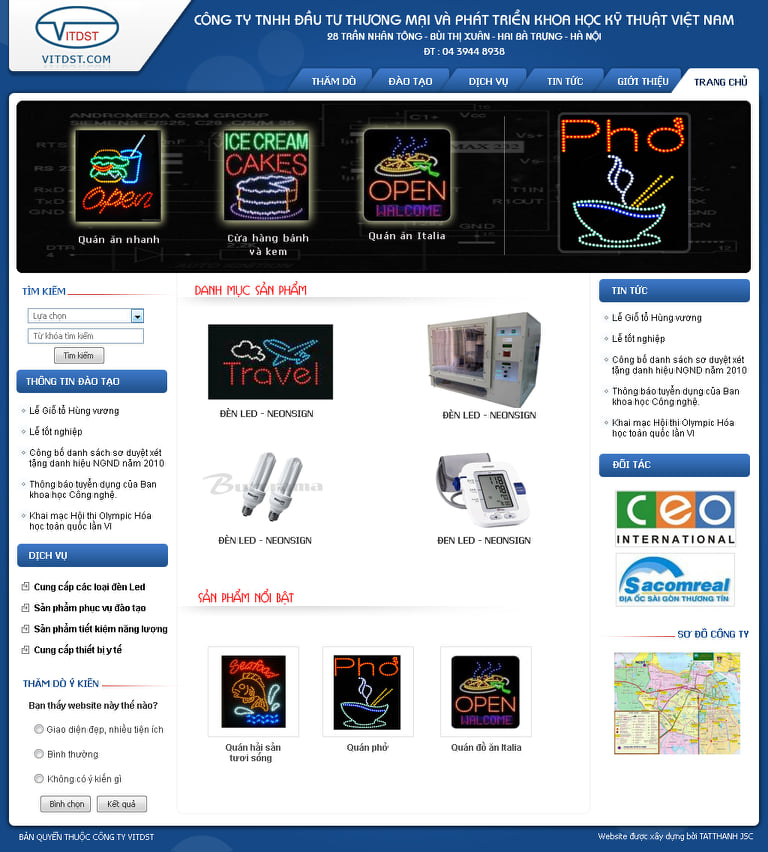 VITDST
VITDST.COM
CÔNG TY TNHH ĐẦU TƯ THƯƠNG MẠI VÀ PHÁT TRIỂN KHOA HỌC KỸ THUẬT VIỆT NAM
28 TRẦN NHÂN TÔNG - BÙI THỊ XUÂN - HAI BÀ TRƯNG - HÀ NỘI
ĐT : 04 3944 8938
THĂM DÒ
ĐÀO TẠO
DỊCH VỤ
TIN TỨC
GIỚI THIỆU
TRANG CHỦ
ANDROMEDA GSM GROUP
Open
Quán ăn nhanh
ICE CREAM
CAKES
Cửa hàng bánh
và kem
OPEN
WALCOME
Quán ăn Italia
Phở
TÌM KIẾM
Lựa chọn
Từ khóa tìm kiếm
Tìm kiếm
THÔNG TIN ĐÀO TẠO
Lễ Giỗ tổ Hùng vương
Lễ tốt nghiệp
Công bố danh sách sơ duyệt xét
tặng danh hiệu NGND năm 2010
Thông báo tuyển dụng của Ban
khoa học Công nghệ.
Khai mạc Hội thi Olympic Hóa
học toán quốc lần VI
DỊCH VỤ
Cung cấp các loại đèn Led
Sản phẩm phục vụ đào tạo
Sản phẩm tiết kiệm năng lượng
Cung cấp thiết bị y tế
THĂM DÒ Ý KIẾN
Bạn thấy website này thế nào?
Giao diện đẹp, nhiều tiện ích
Bình thường
Không có ý kiến gì
Bình chọn
Kết quả
DANH MỤC SẢN PHẨM
Travel
ĐÈN LED - NEONSIGN
ĐÈN LED - NEONSIGN
ĐÈN LED - NEONSIGN
ĐEN LED - NEONSIGN
SẢN PHẨM NỔI BẬT
Seafood
Quán hải sản
tươi sống
Phở
Quán phở
OPEN
WALCOME
Quán đồ ăn Italia
TIN TỨC
Lễ Giỗ tổ Hùng vương
Lễ tốt nghiệp
Công bố danh sách sơ duyệt xét
tặng danh hiệu NGND năm 2010
Thông báo tuyển dụng của Ban
khoa học Công nghệ.
Khai mạc Hội thi Olympic Hóa
học toàn quốc lần VI
ĐỐI TÁC
ceo
INTERNATIONAL
Sacomreal
ĐỊA ỐC SÀI GÒN THƯƠNG TÍN
SƠ ĐỒ CÔNG TY
BẢN QUYỀN THUỘC CÔNG TY VITDST
Website được xây dựng bởi TATTHANH JSC